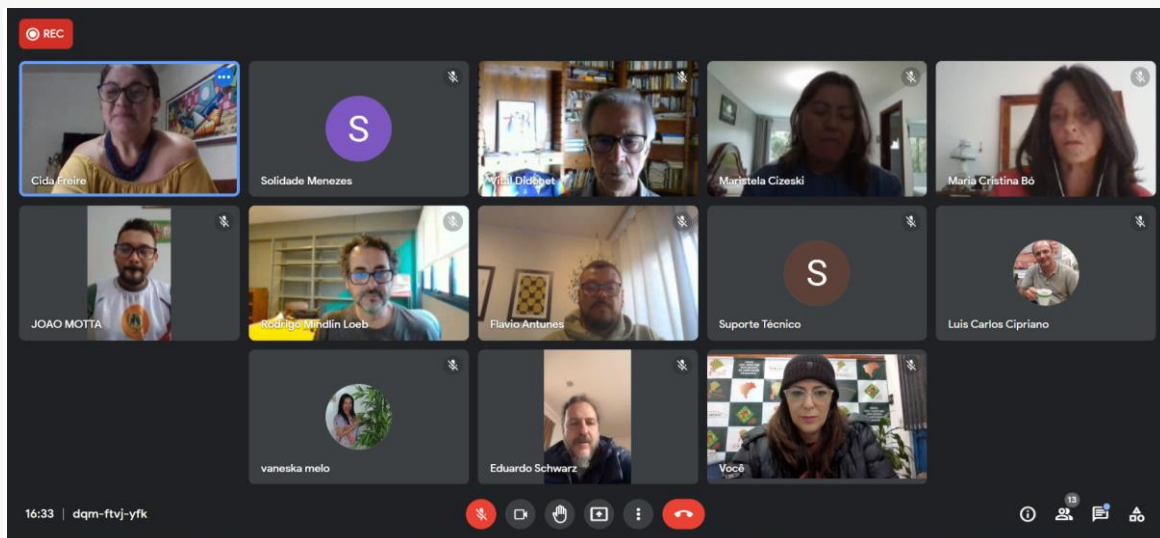 REC
Cida Freire
S
Solidade Menezes
Vital Didonet
Maristela Cizeski
Maria Cristina Bó
JOAO MOTTA
Rodrigo Mindlin Loeb
Flavio Antunes
S
Suporte Técnico
Luis Carlos Cipriano
vaneska melo
Eduardo Schwarz
Você
16:33 | dqm-ftvj-yfk
13